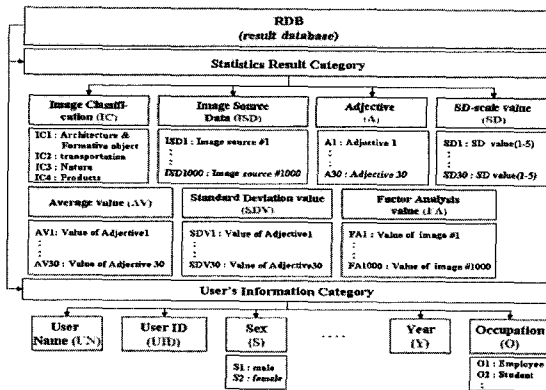 RDB
(result database)
Statistics Result Category
Image Classifi-
cation (IC)
IC1 : Architecture &
Formative object
IC2 : transportation
IC3 : Nature
IC4 : Products
Image Source
Data (ISD)
ISD1 : Image source #1
ISD1000 : Image source #1000
Adjective
(A)
A1 : Adjective 1
A30 : Adjective 30
SD-scale value
(SD)
SD1 : SD value(1-5)
SD30 : SD value(1-5)
Average value (AV)
AV1 : Value of Adjective1
AV30 : Value of Adjective 30
Standard Deviation value
(SDV)
SDV1 : Value of Adjective1
SDV30 : Value of Adjective30
Factor Analysis
value (FA)
FA1 : Value of image #1
FA1000 : Value of image #1000
User's Information Category
User
Name (UN)
User ID
(UID)
Sex
(S)
S1 : male
S2 : female
....
Year
(Y)
Occupation
(O)
O1 : Employee
O2 : Student